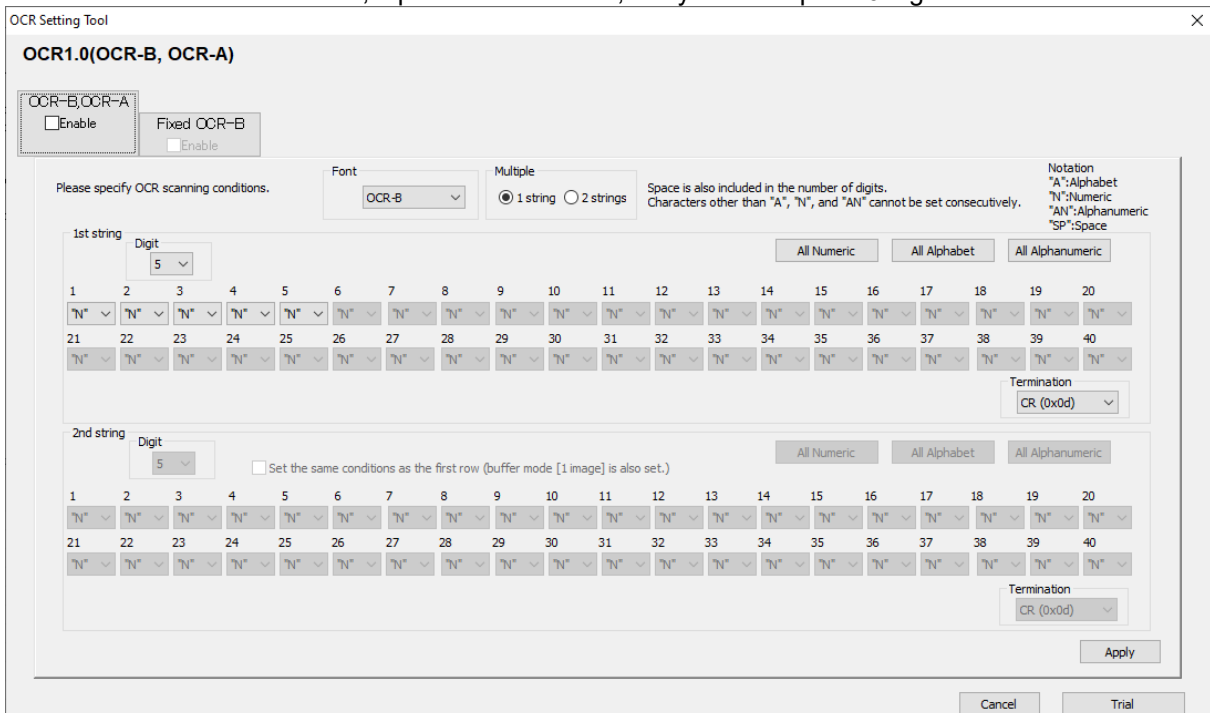 OCR Setting Tool
OCR1.0(OCR-B, OCR-A)
OCR-B,OCR-A
Enable
Fixed OCR-B
Enable
Please specify OCR scanning conditions.
Font
OCR-B
Multiple
1 string 2 strings
Space is also included in the number of digits.
Characters other than "A", "N", and "AN" cannot be set consecutively.
Notation
"A":Alphabet
"N":Numeric
"AN":Alphanumeric
"SP":Space
1st string
Digit
5
All Numeric All Alphabet All Alphanumeric
1 2 3 4 5 6 7 8 9 10 11 12 13 14 15 16 17 18 19 20
"N" "N" "N" "N" "N" "N" "N" "N" "N" "N" "N" "N" "N" "N" "N" "N" "N" "N" "N" "N"
21 22 23 24 25 26 27 28 29 30 31 32 33 34 35 36 37 38 39 40
"N" "N" "N" "N" "N" "N" "N" "N" "N" "N" "N" "N" "N" "N" "N" "N" "N" "N" "N" "N"
Termination
CR (0x0d)
2nd string
Digit
5
Set the same conditions as the first row (buffer mode [1 image] is also set.)
All Numeric All Alphabet All Alphanumeric
1 2 3 4 5 6 7 8 9 10 11 12 13 14 15 16 17 18 19 20
"N" "N" "N" "N" "N" "N" "N" "N" "N" "N" "N" "N" "N" "N" "N" "N" "N" "N" "N" "N"
21 22 23 24 25 26 27 28 29 30 31 32 33 34 35 36 37 38 39 40
"N" "N" "N" "N" "N" "N" "N" "N" "N" "N" "N" "N" "N" "N" "N" "N" "N" "N" "N" "N"
Termination
CR (0x0d)
Apply
Cancel Trial